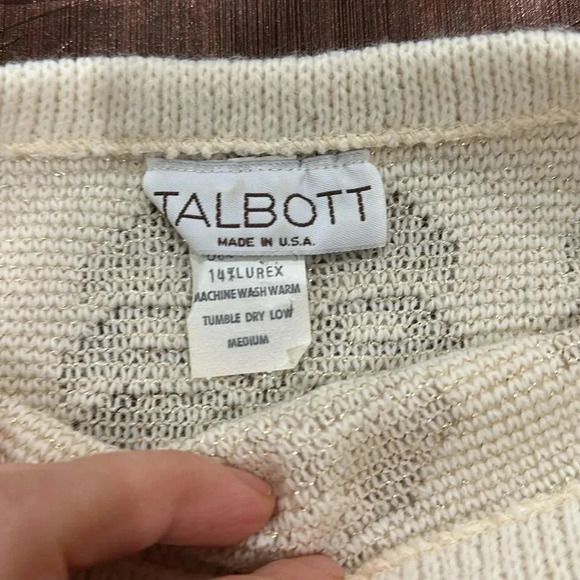 TALBOTT
MADE IN U.S.A.
14%LUREX
MACHINE WASH WARM
TUMBLE DRY LOW
MEDIUM